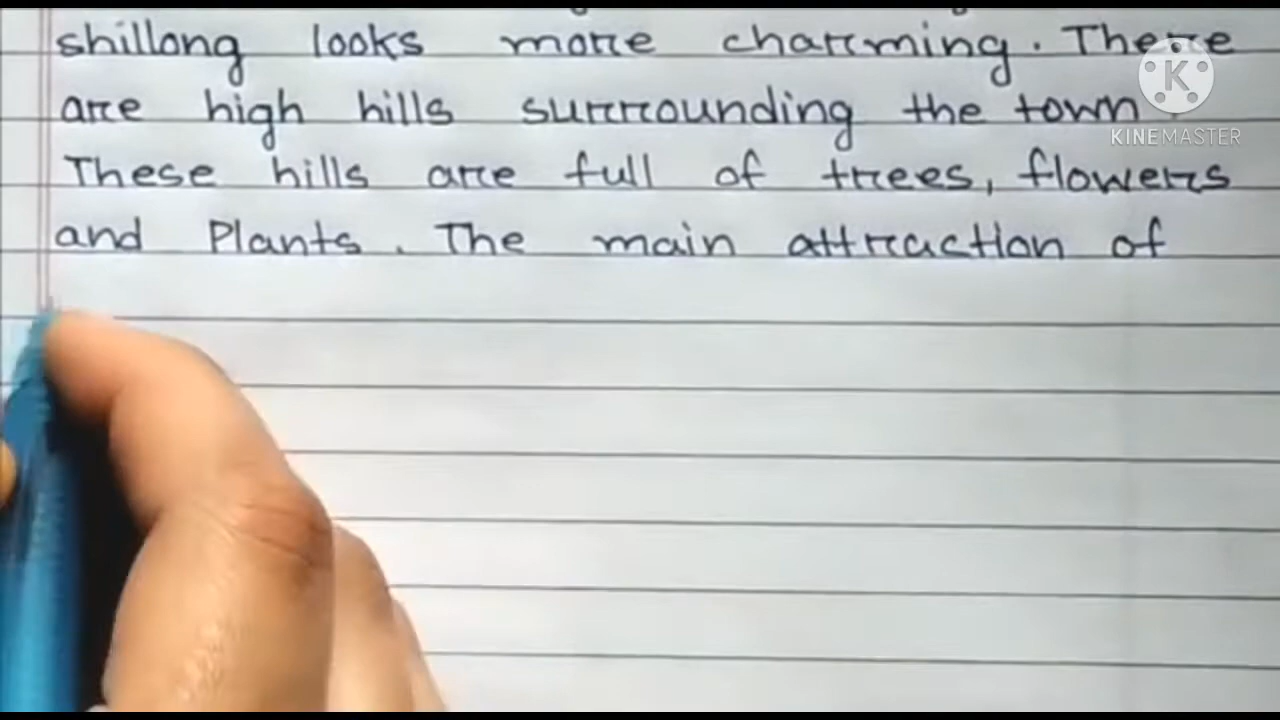 shillong looks more charming. There
are high hills surrounding the town
These hills are full of trees, flowers
and Plants. The main attraction of
KINEMASTER